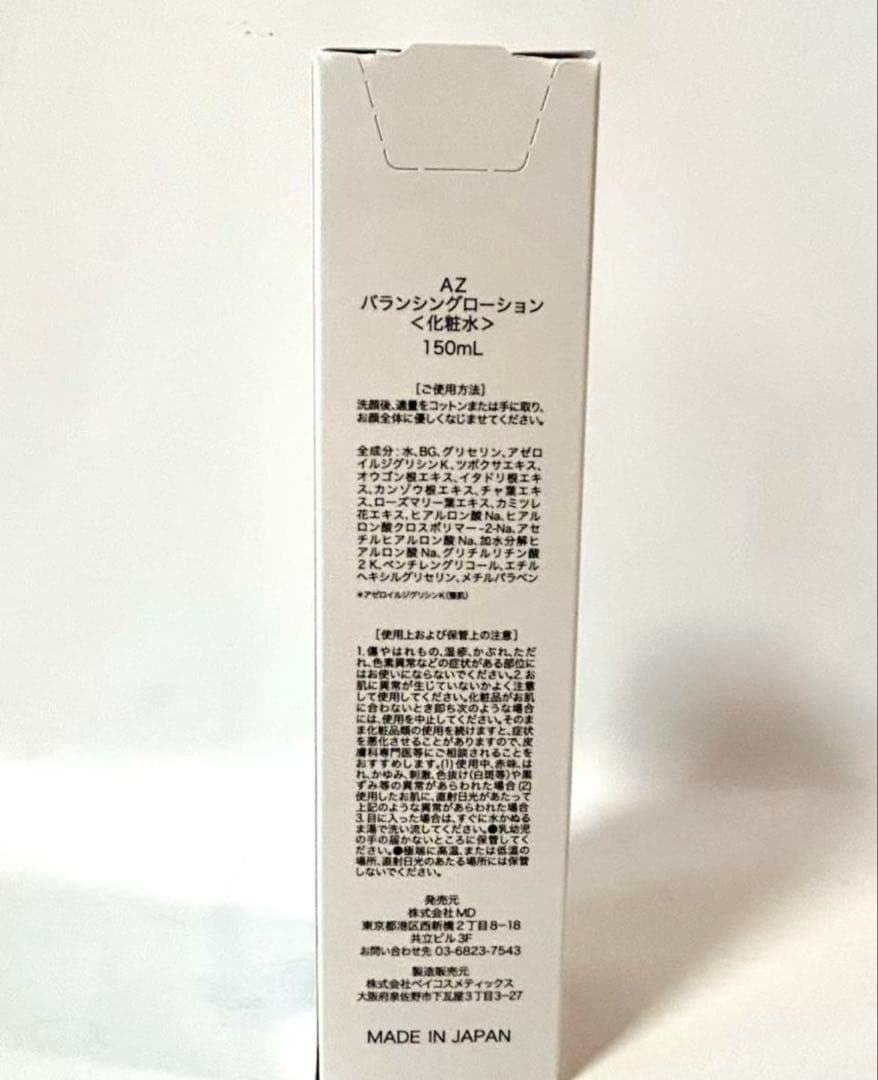 AZ
バランシングローション
＜化粧水＞
150mL
[ご使用方法]
洗顔後、適量をコットンまたは手に取り、
お顔全体に優しくなじませてください。
全成分：水、BG、グリセリン、アゼロ
イルジグリシンK、ツボクサエキス、
オウゴン根エキス、イタドリ根エキ
ス、カンゾウ根エキス、チャ葉エキ
ス、ローズマリー葉エキス、カミツレ
花エキス、ヒアルロン酸Na、ヒアル
ロン酸クロスポリマー-2-Na、アセ
チルヒアルロン酸Na、加水分解ヒ
アルロン酸Na、グリチルリチン酸
2K、ペンチレングリコール、エチル
ヘキシルグリセリン、メチルパラベン
*アゼロイルジグリシンK(整肌)
[使用上および保管上の注意]
1.傷やはれもの、湿疹、かぶれ、ただ
れ、色素異常などの症状がある部位に
はお使いにならないでください。2.お
肌に異常が生じていないかよく注意
して使用してください。化粧品がお肌
に合わないとき即ち次のような場合
には、使用を中止してください。そのま
ま化粧品類の使用を続けますと、症状
を悪化させることがありますので、皮
膚科専門医等にご相談されることを
おすすめします。(1)使用中、赤味、は
れ、かゆみ、刺激、色抜け(白斑等)や黒
ずみ等の異常があらわれた場合(2)
使用したお肌に、直射日光があたって
上記のような異常があらわれた場合
3.目に入った場合は、すぐに水かぬる
ま湯で洗い流してください。●乳幼児
の手の届かないところに保管してく
ださい。●極端に高温、または低温の
場所、直射日光のあたる場所には保管
しないでください。
発売元
株式会社MD
東京都港区西新橋2丁目8-18
共立ビル3F
お問い合わせ先 03-6823-7543
製造販売元
株式会社ベイコスメティックス
大阪府泉佐野市下瓦屋3丁目3-27
MADE IN JAPAN